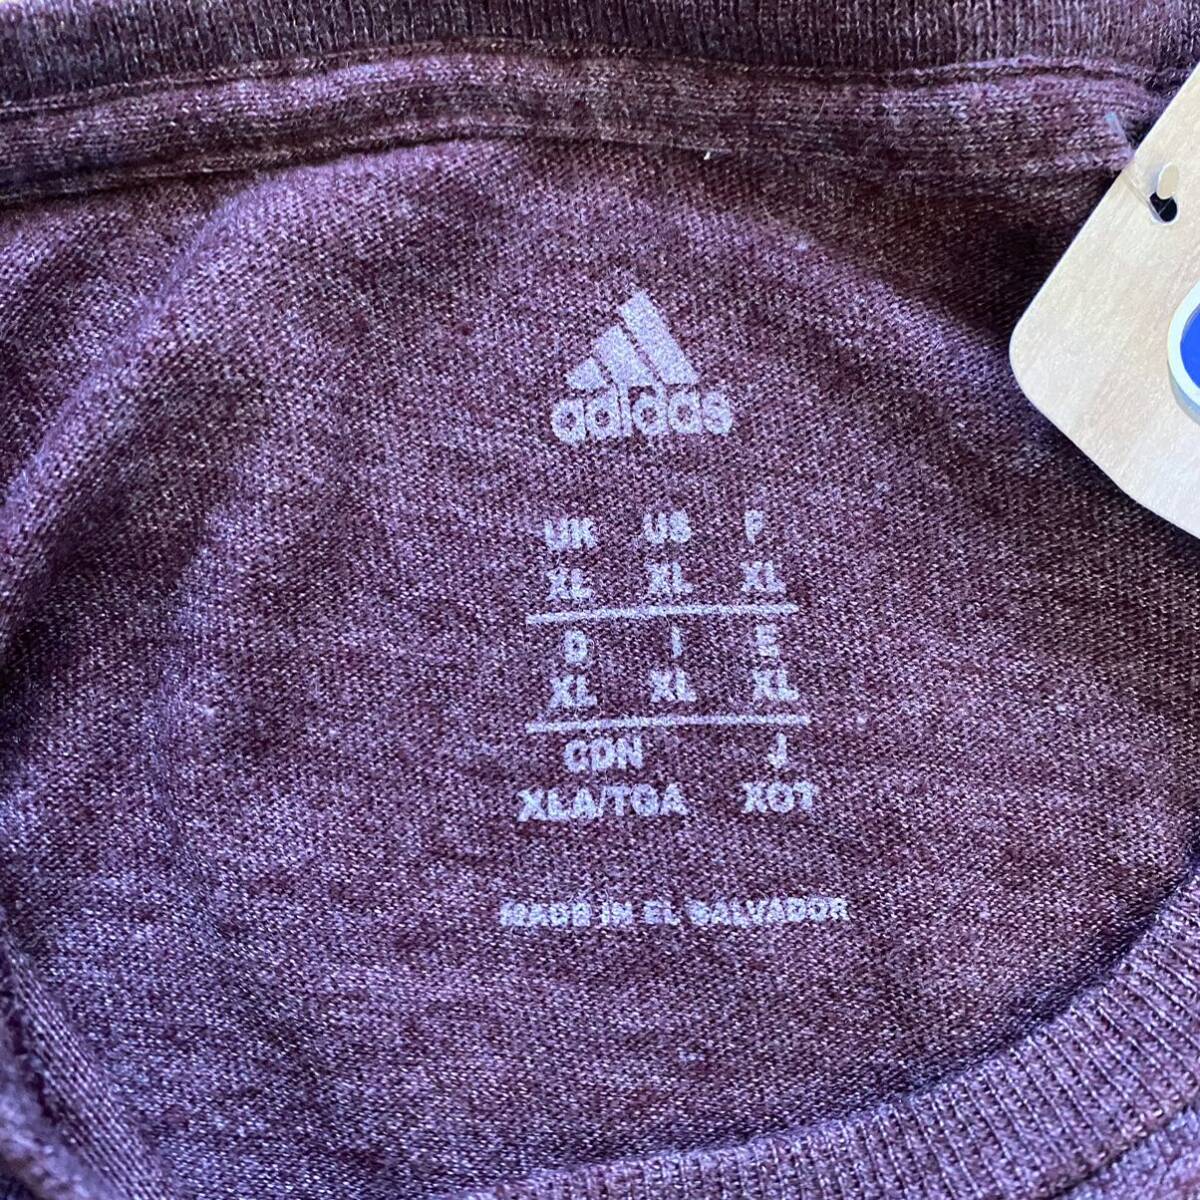 adidas
UK US F
XL XL XL
D I E
XL XL XL
CDN J
XLA/TGA XOT
MADE IN EL SALVADOR